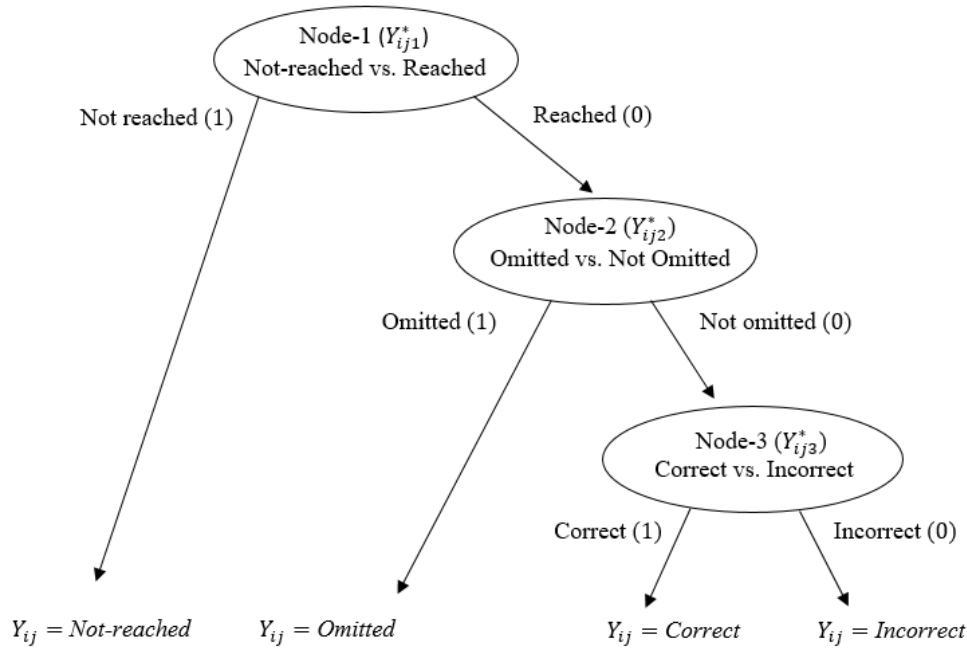 Node-1 (Y*ij1)
Not-reached vs. Reached
Not reached (1)
Reached (0)
Node-2 (Y*ij2)
Omitted vs. Not Omitted
Omitted (1)
Not omitted (0)
Node-3 (Y*ij3)
Correct vs. Incorrect
Correct (1)
Incorrect (0)
Yij = Not-reached
Yij = Omitted
Yij = Correct
Yij = Incorrect